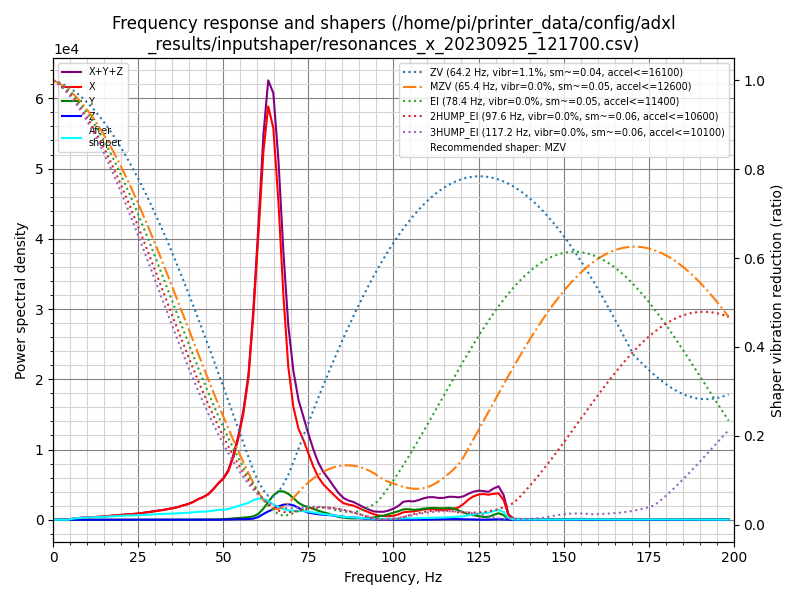 Frequency response and shapers (/home/pi/printer_data/config/adxl
_results/inputshaper/resonances_x_20230925_121700.csv)
1e4
X+Y+Z
X
Y
Z
After
shaper
ZV (64.2 Hz, vibr=1.1%, sm~=0.04, accel<=16100)
MZV (65.4 Hz, vibr=0.0%, sm~=0.05, accel<=12600)
EI (78.4 Hz, vibr=0.0%, sm~=0.05, accel<=11400)
2HUMP_EI (97.6 Hz, vibr=0.0%, sm~=0.06, accel<=10600)
3HUMP_EI (117.2 Hz, vibr=0.0%, sm~=0.06, accel<=10100)
Recommended shaper: MZV
6
5
4
3
2
1
0
Power spectral density
1.0
0.8
0.6
0.4
0.2
0.0
Shaper vibration reduction (ratio)
0 25 50 75 100 125 150 175 200
Frequency, Hz